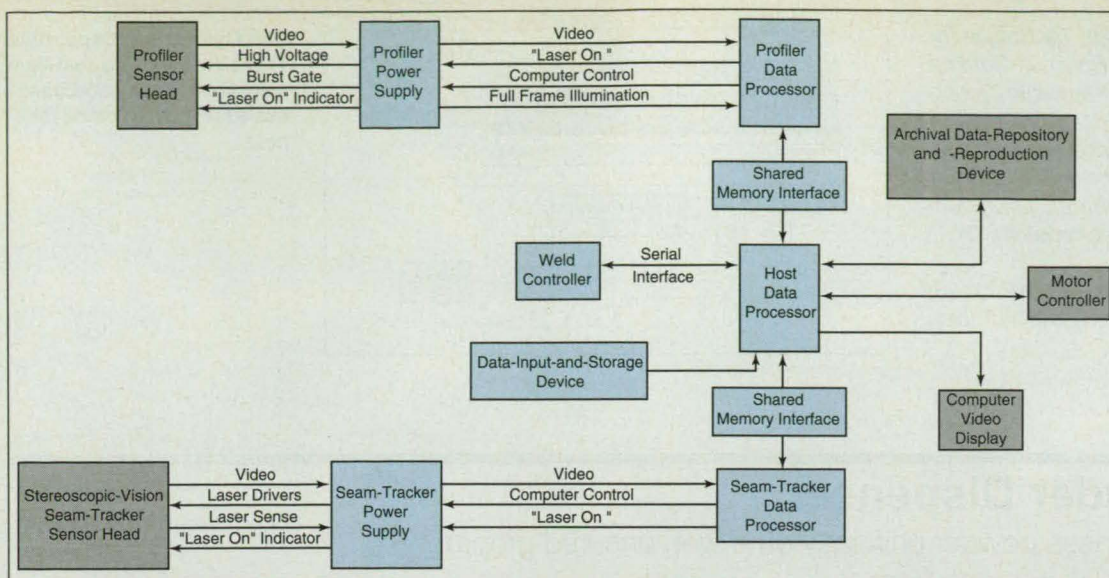 Profiler
Sensor
Head
Video
High Voltage
Burst Gate
"Laser On" Indicator
Profiler
Power
Supply
Video
"Laser On "
Computer Control
Full Frame Illumination
Profiler
Data
Processor
Shared
Memory Interface
Archival Data-Repository
and -Reproduction
Device
Weld
Controller
Serial
Interface
Host
Data
Processor
Motor
Controller
Data-Input-and-Storage
Device
Shared
Memory Interface
Computer
Video
Display
Stereoscopic-Vision
Seam-Tracker
Sensor Head
Video
Laser Drivers
Laser Sense
"Laser On" Indicator
Seam-Tracker
Power
Supply
Video
Computer Control
"Laser On "
Seam-Tracker
Data
Processor